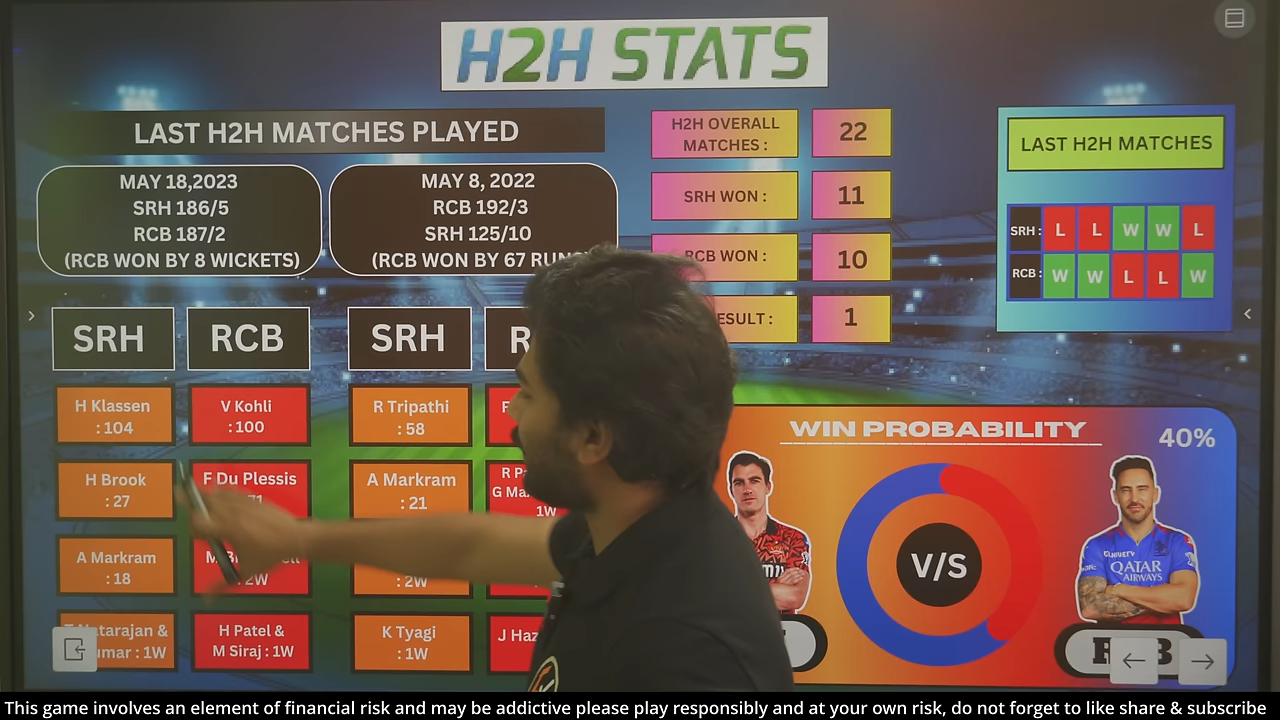 H2H STATS
LAST H2H MATCHES PLAYED
MAY 18,2023
SRH 186/5
RCB 187/2
(RCB WON BY 8 WICKETS)
MAY 8, 2022
RCB 192/3
SRH 125/10
(RCB WON BY 67
H2H OVERALL
MATCHES :
22
SRH WON :
11
RCB WON :
10
1
LAST H2H MATCHES
SRH : L L W W L
RCB : W W L L W
SRH
RCB
SRH
H Klassen
: 104
V Kohli
: 100
R Tripathi
: 58
H Brook
: 27
F Du Plessis
A Markram
: 21
1W
A Markram
: 18
: 2W
Natarajan &
: 1W
H Patel &
M Siraj : 1W
K Tyagi
: 1W
WIN PROBABILITY
40%
V/S
QATAR
AIRWAYS
This game involves an element of financial risk and may be addictive please play responsibly and at your own risk, do not forget to like share & subscribe